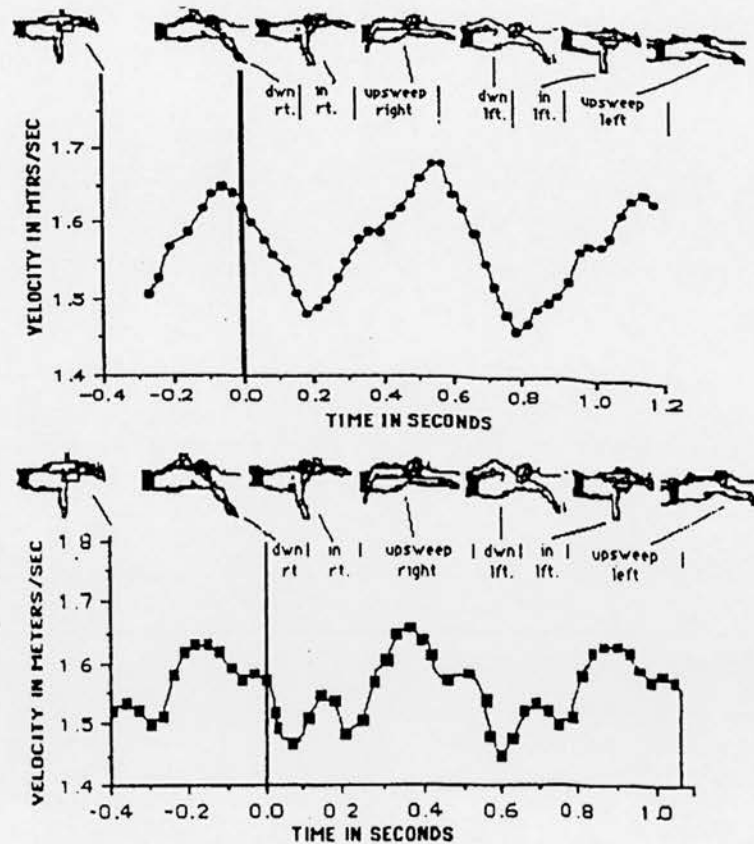 dwn rt.
in rt.
upsweep right
dwn lft.
in lft.
upsweep left
VELOCITY IN MTRS/SEC
1.7
1.6
1.5
1.4
-0.4 -0.2 0.0 0.2 0.4 0.6 0.8 1.0 1.2
TIME IN SECONDS
dwn rt
in rt.
upsweep right
dwn lft.
in lft.
upsweep left
VELOCITY IN METERS/SEC
1 8
1.7
1 6
1.5
1.4
-0.4 -0.2 0.0 0.2 0.4 0.6 0.8 1.0
TIME IN SECONDS